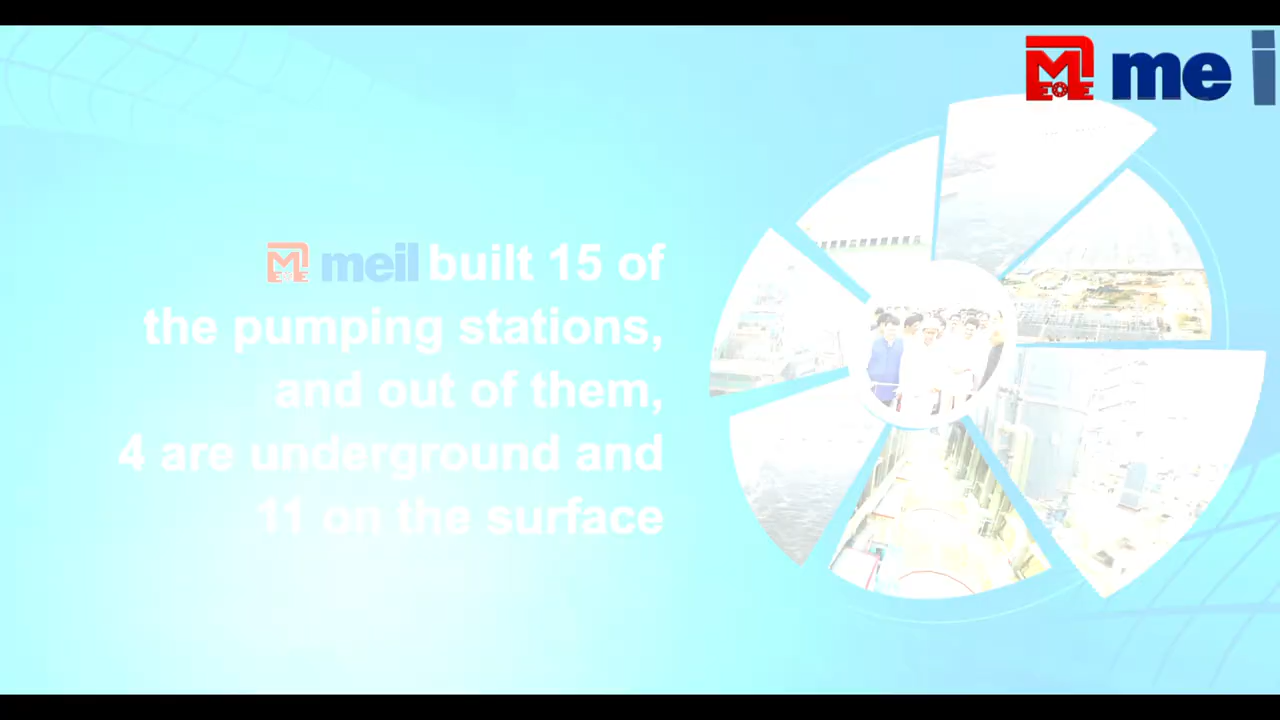 me i
meil built 15 of
the pumping stations,
and out of them,
4 are underground and
11 on the surface